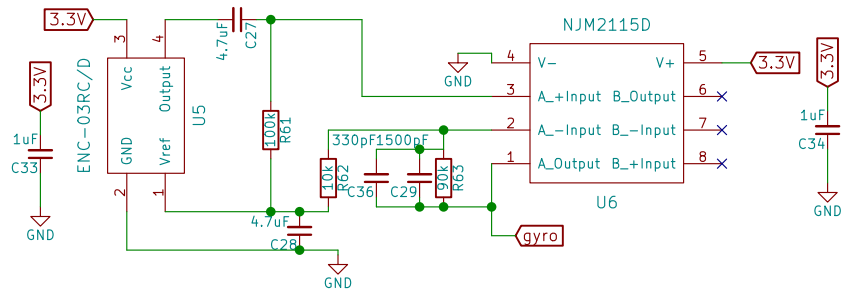 3.3V
3
4
4.7uF
C27
NJM2115D
3.3V
1uF
C33
GND
ENC-03RC/D
Vcc
Output
GND
Vref
U5
2
1
100k
R61
4.7uF
C28
GND
10k
R62
330pF
1500pF
C36
C29
90k
R63
GND
4
V-
V+
5
3.3V
3
A_+Input
B_Output
6
2
A_-Input
B_-Input
7
1
A_Output
B_+Input
8
U6
gyro
3.3V
1uF
C34
GND